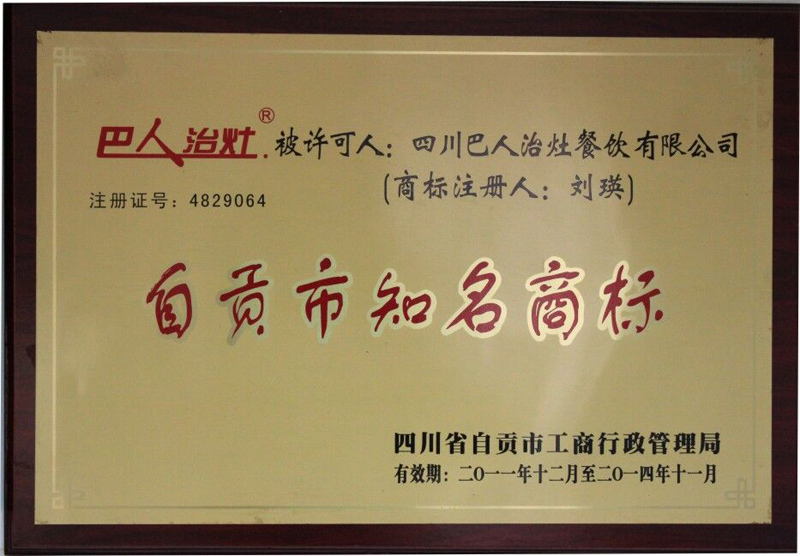 巴人治灶® 被许可人：四川巴人治灶餐饮有限公司
注册证号：4829064 (商标注册人：刘瑛)
自贡市知名商标
四川省自贡市工商行政管理局
有效期：二〇一一年十二月至二〇一四年十一月